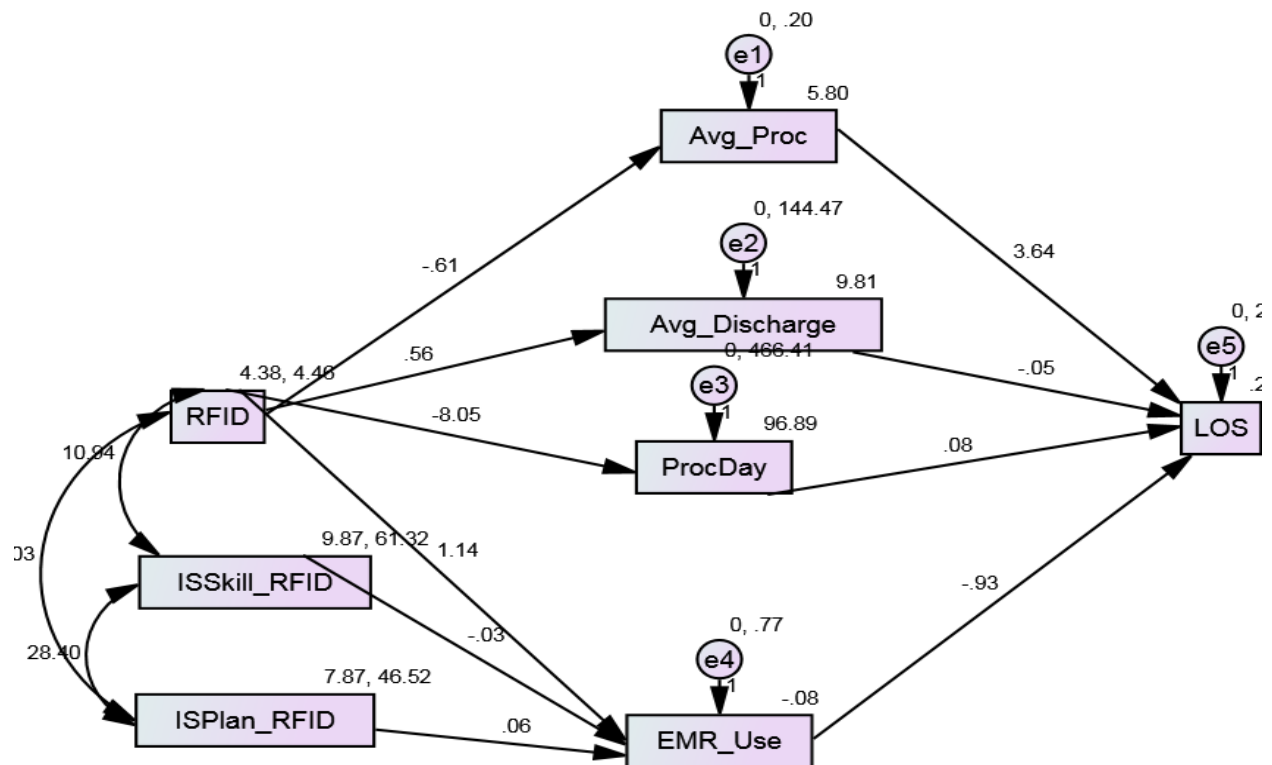 0, .20
e1
1
5.80
Avg_Proc
0, 144.47
e2
1
-.61
3.64
9.81
Avg_Discharge
0, 466.41
e3
1
.56
-.05
0, 2
e5
1
.2
4.38, 4.46
RFID
-8.05
96.89
ProcDay
.08
LOS
10.94
03
9.87, 61.32
ISSkill_RFID
1.14
-.03
-.93
28.40
7.87, 46.52
ISPlan_RFID
.06
0, .77
e4
1
-.08
EMR_Use